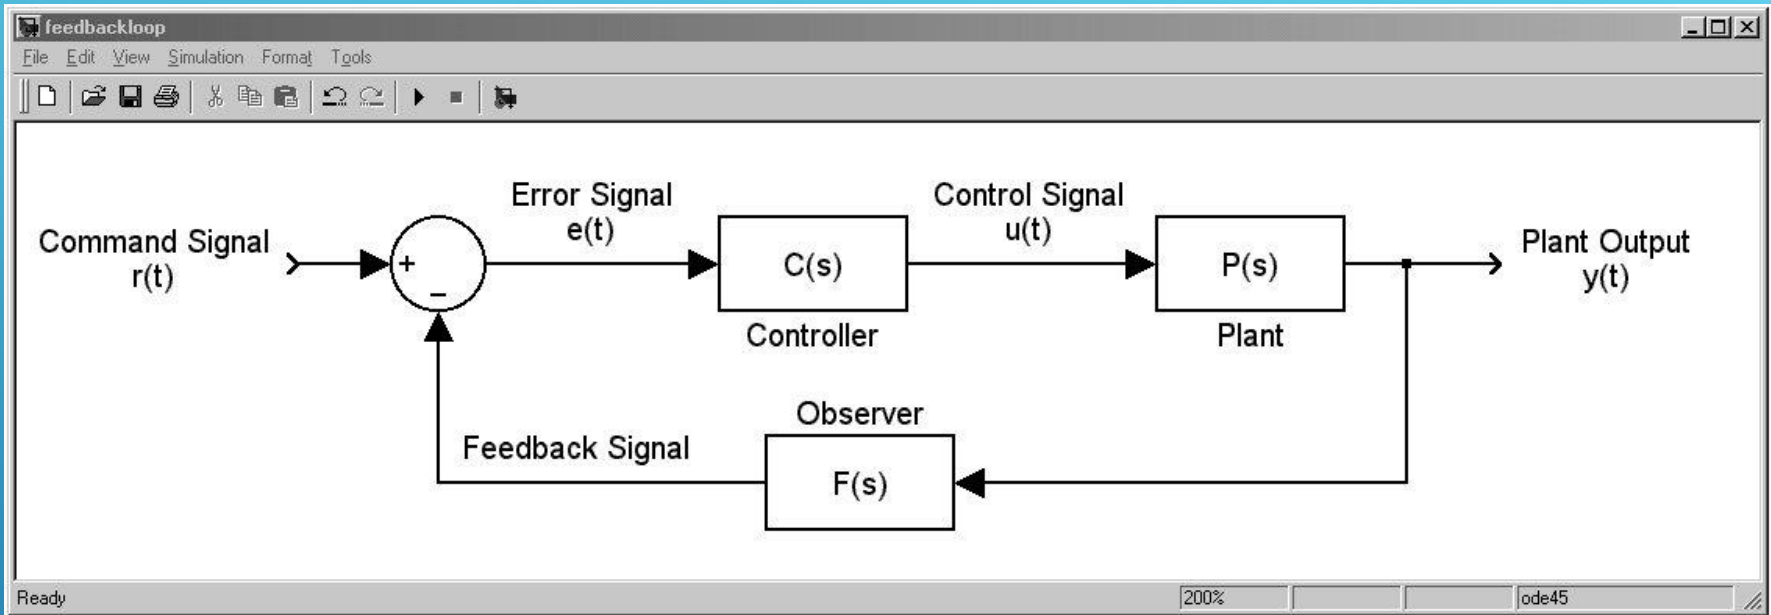 feedbackloop
File Edit View Simulation Format Tools
Command Signal
r(t)
+
−
Error Signal
e(t)
C(s)
Controller
Control Signal
u(t)
P(s)
Plant
Plant Output
y(t)
Observer
Feedback Signal
F(s)
Ready
200%
ode45